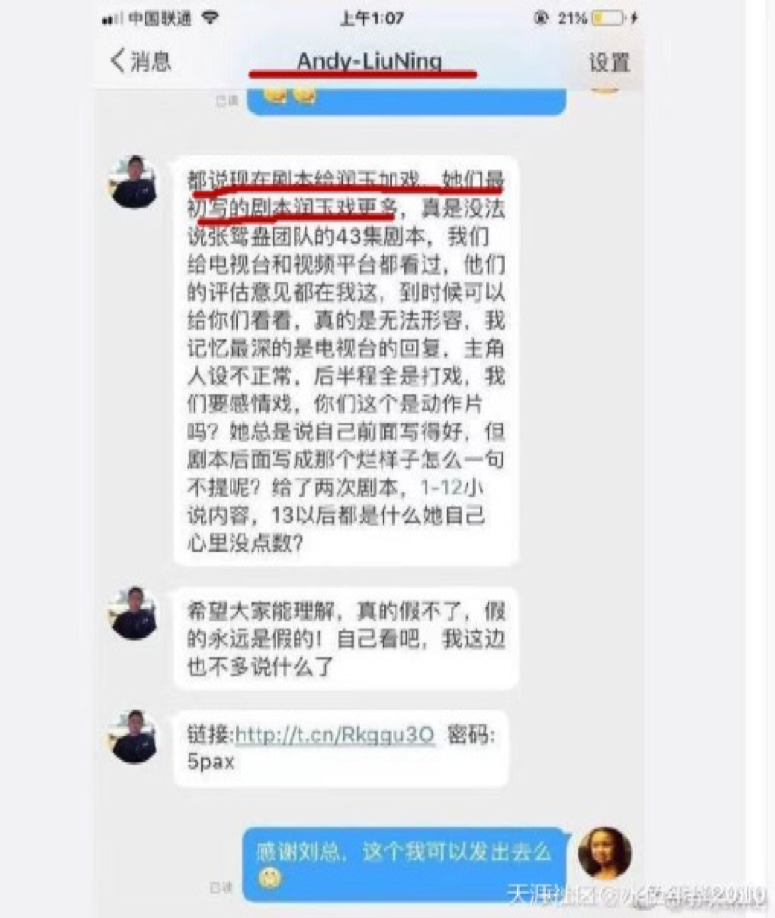 中国联通
上午1:07
21%
消息
Andy-LiuNing
设置
已读
都说现在剧本给润玉加戏，她们最
初写的剧本润玉戏更多，真是没法
说张鸳盎团队的43集剧本，我们
给电视台和视频平台都看过，他们
的评估意见都在我这，到时候可以
给你们看看，真的是无法形容，我
记忆最深的是电视台的回复，主角
人设不正常，后半程全是打戏，我
们要感情戏，你们这个是动作片
吗？她总是说自己前面写得好，但
剧本后面写成那个烂样子怎么一句
不提呢？给了两次剧本，1-12小
说内容，13以后都是什么她自己
心里没点数？
希望大家能理解，真的假不了，假
的永远是假的！自己看吧，我这边
也不多说什么了
链接:http://t.cn/Rkggu3O 密码:
5pax
感谢刘总，这个我可以发出去么
已读
天涯社区